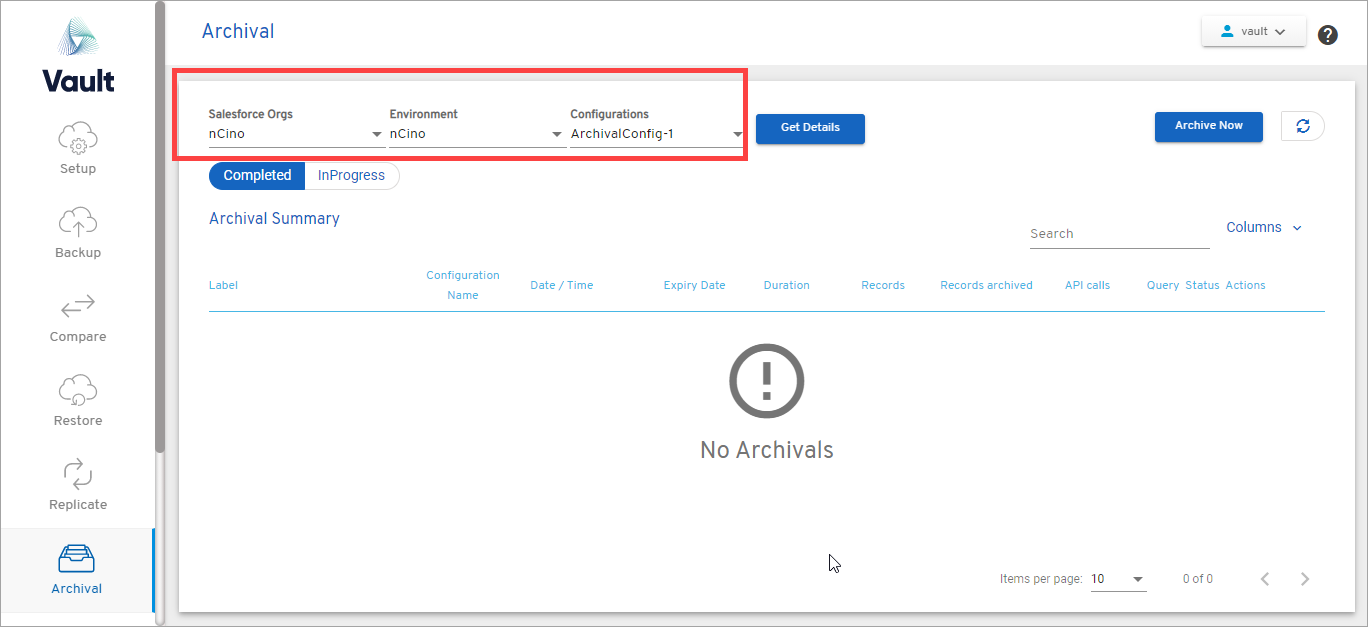 Vault
Setup
Backup
Compare
Restore
Replicate
Archival
Archival
vault
?
Salesforce Orgs
nCino
Environment
nCino
Configurations
ArchivalConfig-1
Get Details
Archive Now
Completed
InProgress
Archival Summary
Search
Columns
Label
Configuration
Name
Date / Time
Expiry Date
Duration
Records
Records archived
API calls
Query
Status
Actions
No Archivals
Items per page:
10
0 of 0